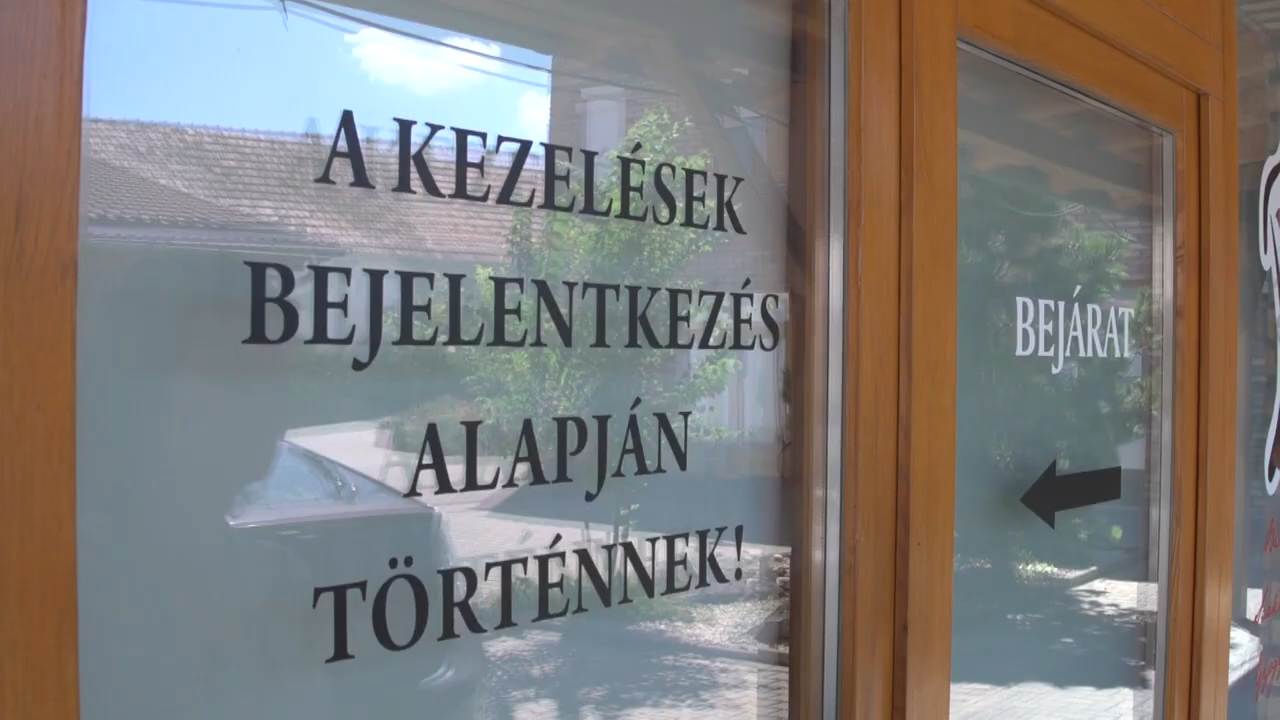 A KEZELÉSEK
BEJELENTKEZÉS
ALAPJÁN
TÖRTÉNNEK!
BEJÁRAT